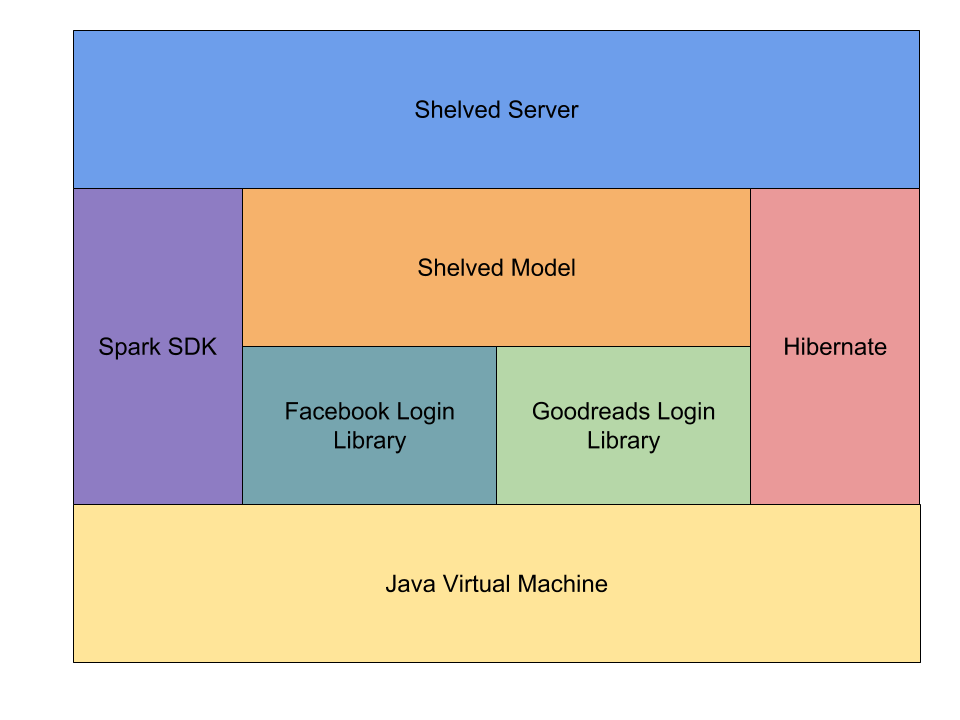 Shelved Server
Shelved Model
Spark SDK
Hibernate
Facebook Login
Library
Goodreads Login
Library
Java Virtual Machine